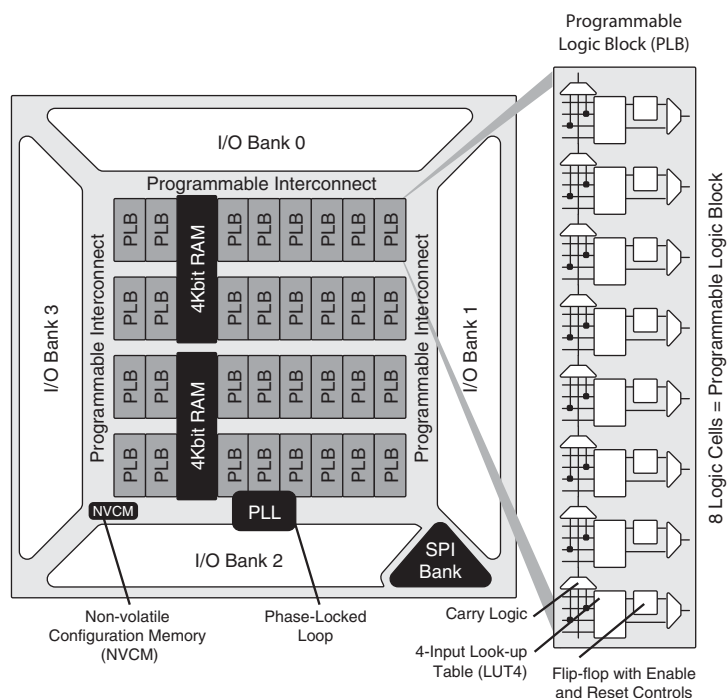 Programmable
Logic Block (PLB)
I/O Bank 0
Programmable Interconnect
I/O Bank 3
Programmable Interconnect
PLB PLB 4Kbit RAM PLB PLB PLB PLB PLB PLB
PLB PLB PLB PLB PLB PLB PLB PLB
PLB PLB 4Kbit RAM PLB PLB PLB PLB PLB PLB
PLB PLB PLB PLB PLB PLB PLB PLB
Programmable Interconnect
I/O Bank 1
8 Logic Cells = Programmable Logic Block
NVCM
PLL
I/O Bank 2
SPI
Bank
Non-volatile
Configuration Memory
(NVCM)
Phase-Locked
Loop
Carry Logic
4-Input Look-up
Table (LUT4)
Flip-flop with Enable
and Reset Controls